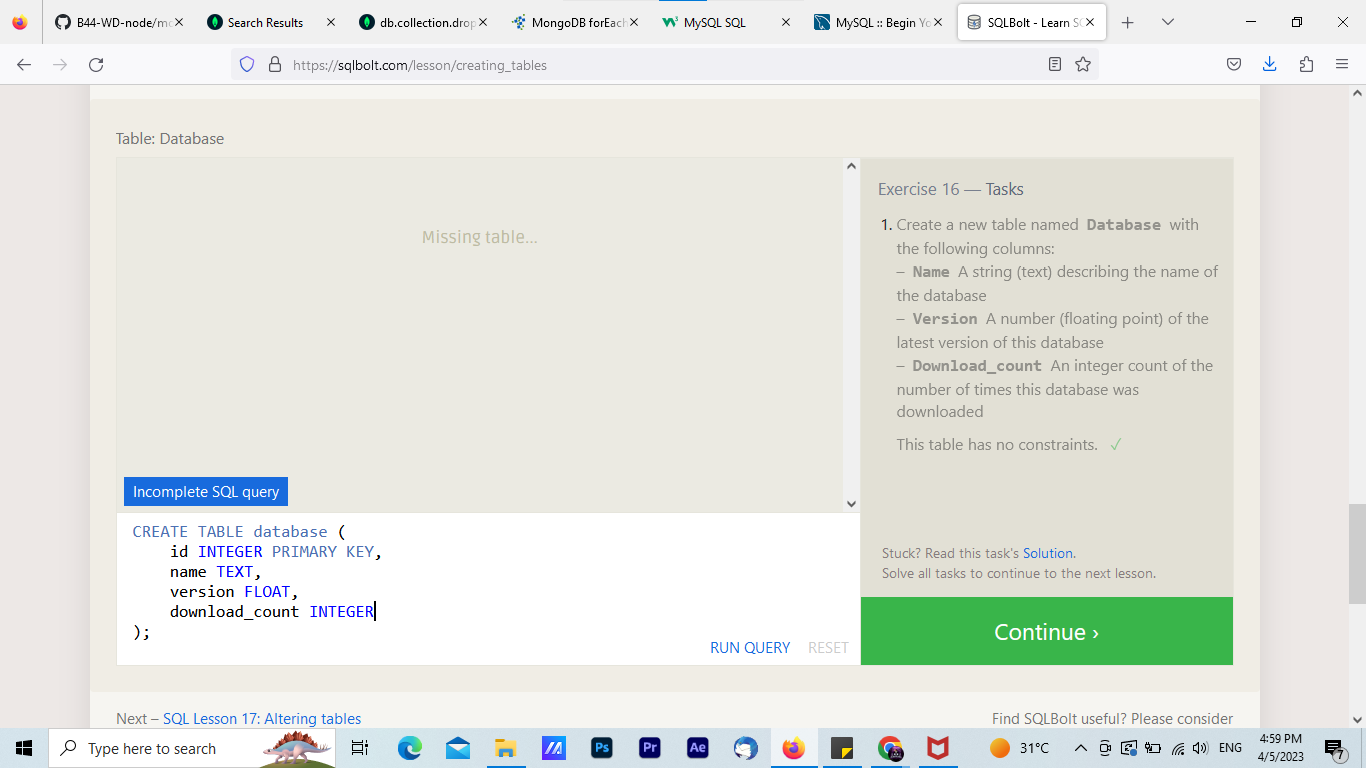 B44-WD-node/mo
Search Results
db.collection.drop
MongoDB forEach
MySQL SQL
MySQL :: Begin Yo
SQLBolt - Learn SQ
https://sqlbolt.com/lesson/creating_tables
Table: Database
Missing table…
Incomplete SQL query
CREATE TABLE database (
id INTEGER PRIMARY KEY,
name TEXT,
version FLOAT,
download_count INTEGER
);
RUN QUERY RESET
Exercise 16 — Tasks
1. Create a new table named Database with
the following columns:
– Name A string (text) describing the name of
the database
– Version A number (floating point) of the
latest version of this database
– Download_count An integer count of the
number of times this database was
downloaded
This table has no constraints. ✓
Stuck? Read this task's Solution.
Solve all tasks to continue to the next lesson.
Continue ›
Next – SQL Lesson 17: Altering tables
Find SQLBolt useful? Please consider
Type here to search
Ps
Pr
Ae
31°C
ENG
4:59 PM
4/5/2023
7